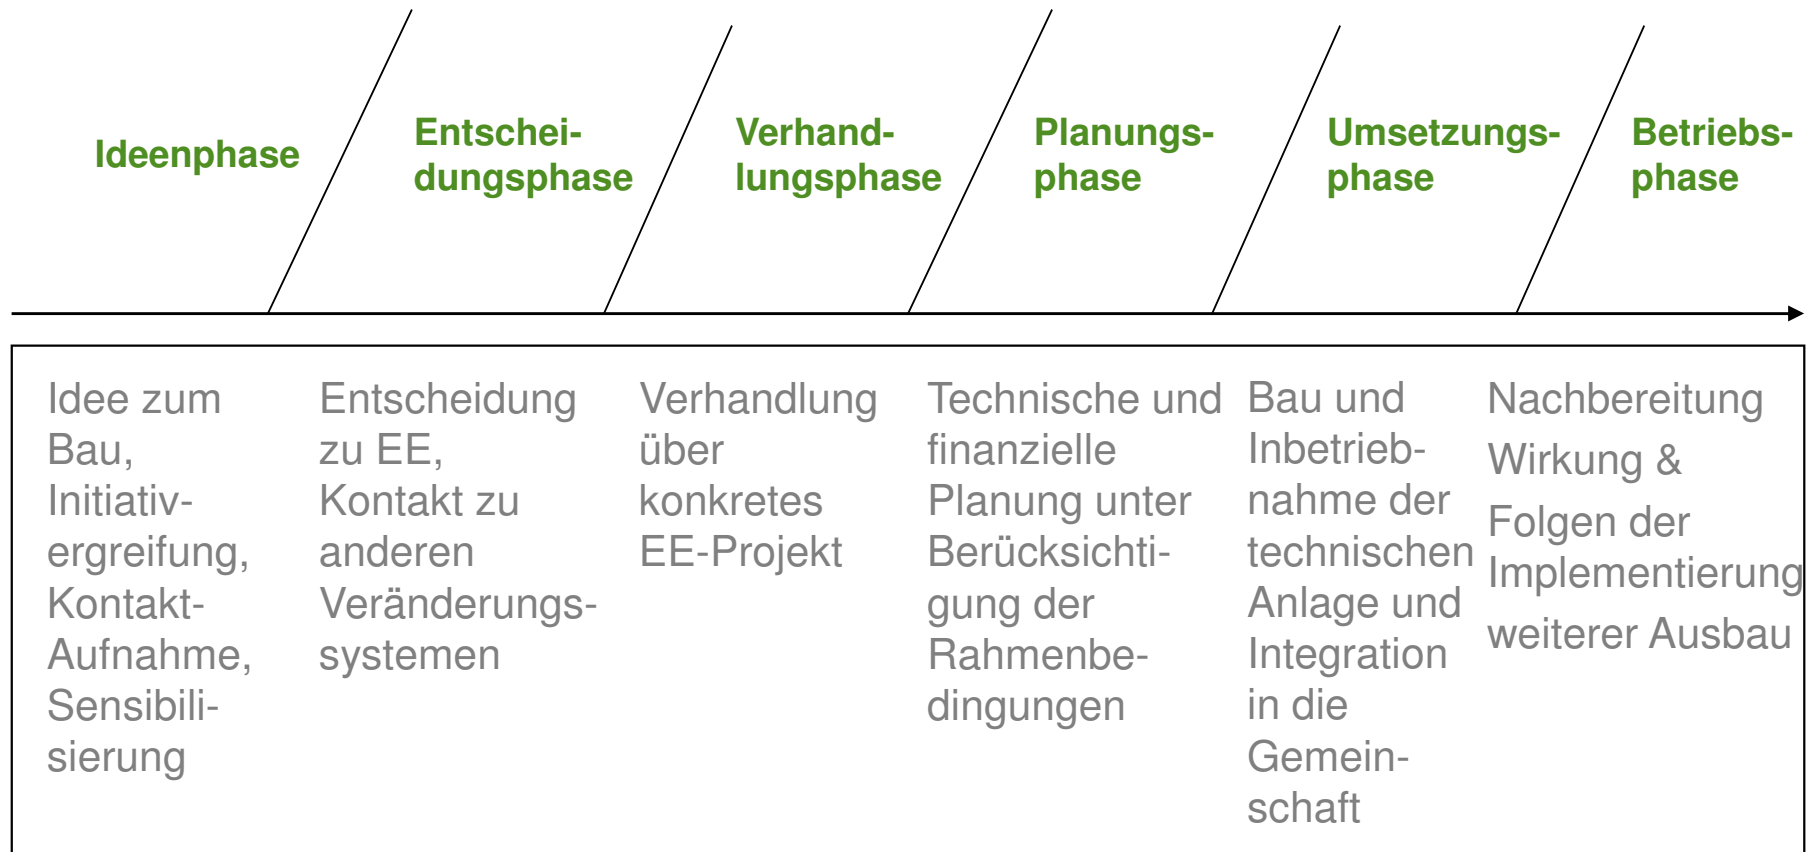 Ideenphase
Entschei-
dungsphase
Verhand-
lungsphase
Planungs-
phase
Umsetzungs-
phase
Betriebs-
phase
Idee zum
Bau,
Initiativ-
ergreifung,
Kontakt-
Aufnahme,
Sensibili-
sierung
Entscheidung
zu EE,
Kontakt zu
anderen
Veränderungs-
systemen
Verhandlung
über
konkretes
EE-Projekt
Technische und
finanzielle
Planung unter
Berücksichti-
gung der
Rahmenbe-
dingungen
Bau und
Inbetrieb-
nahme der
technischen
Anlage und
Integration
in die
Gemein-
schaft
Nachbereitung
Wirkung &
Folgen der
Implementierung
weiterer Ausbau